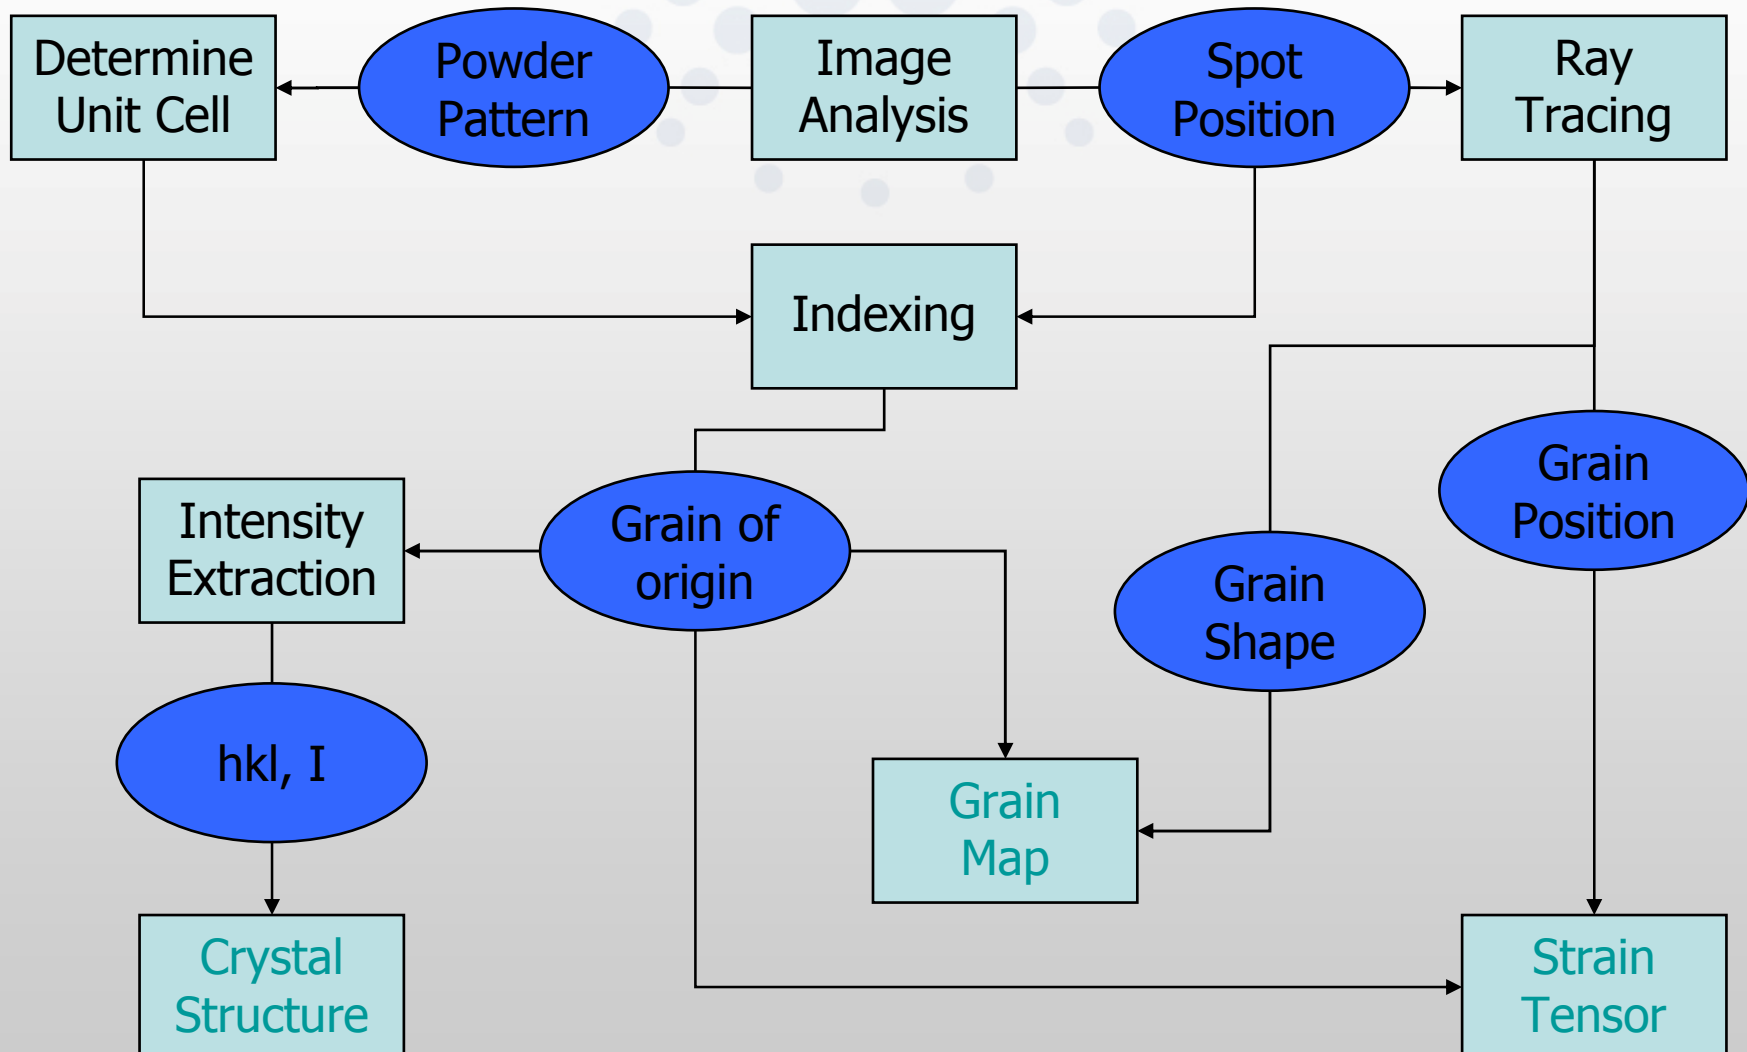 Determine
Unit Cell
Powder
Pattern
Image
Analysis
Spot
Position
Ray
Tracing
Indexing
Intensity
Extraction
Grain of
origin
Grain
Shape
Grain
Position
hkl, I
Grain
Map
Crystal
Structure
Strain
Tensor